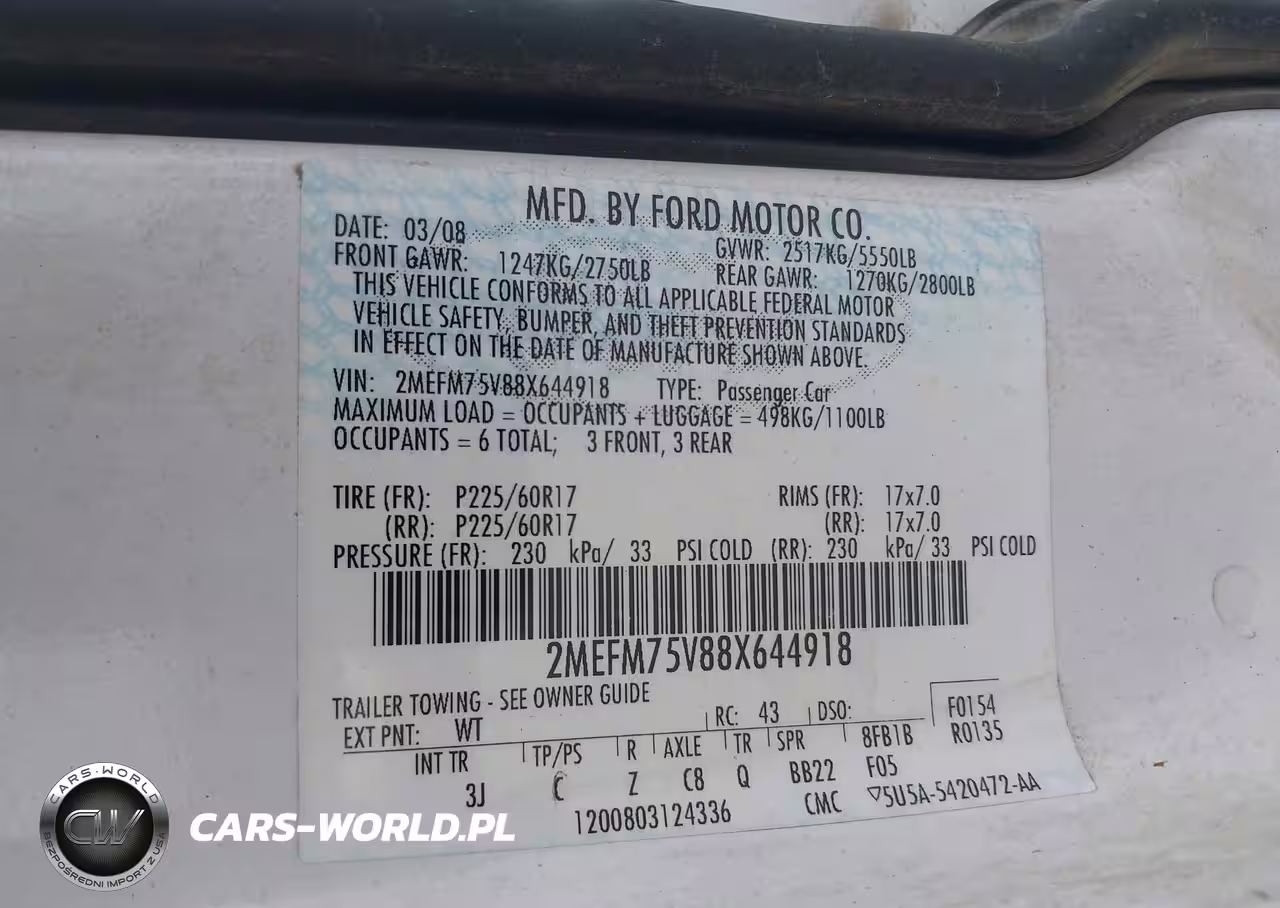 MFD. BY FORD MOTOR CO.
DATE: 03/08 GVWR: 2517KG/5550LB
FRONT GAWR: 1247KG/2750LB REAR GAWR: 1270KG/2800LB
THIS VEHICLE CONFORMS TO ALL APPLICABLE FEDERAL MOTOR
VEHICLE SAFETY, BUMPER, AND THEFT PREVENTION STANDARDS
IN EFFECT ON THE DATE OF MANUFACTURE SHOWN ABOVE.
VIN: 2MEFM75V88X644918 TYPE: Passenger Car
MAXIMUM LOAD = OCCUPANTS + LUGGAGE = 498KG/1100LB
OCCUPANTS = 6 TOTAL; 3 FRONT, 3 REAR
TIRE (FR): P225/60R17 RIMS (FR): 17x7.0
(RR): P225/60R17 (RR): 17x7.0
PRESSURE (FR): 230 kPa/ 33 PSI COLD (RR): 230 kPa/ 33 PSI COLD
2MEFM75V88X644918
TRAILER TOWING - SEE OWNER GUIDE
EXT PNT: WT RC: 43 DSO: F0154
INT TR TP/PS R AXLE TR SPR 8FB1B R0135
3J C Z C8 Q BB22 F05
1200803124336 CMC ▽5U5A-5420472-AA
CARS-WORLD
CW
BEZPOŚREDNI IMPORT Z USA
CARS-WORLD.PL